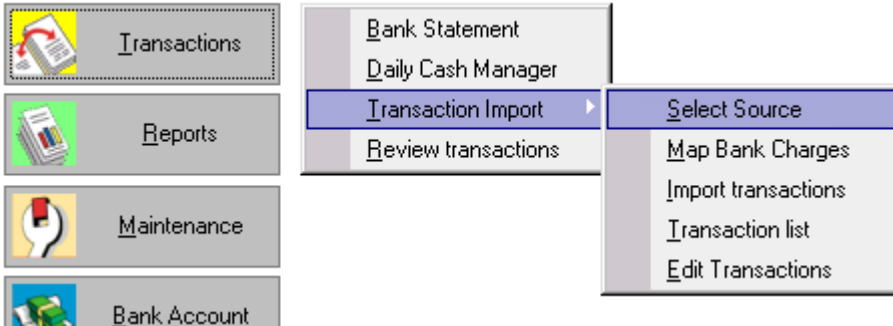 Transactions
Reports
Maintenance
Bank Account
Bank Statement
Daily Cash Manager
Transaction Import
Review transactions
Select Source
Map Bank Charges
Import transactions
Transaction list
Edit Transactions